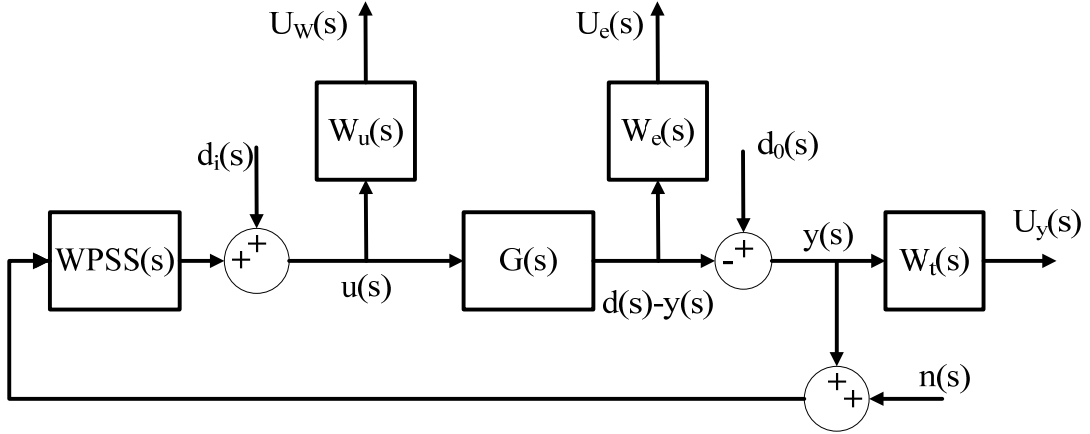 U_W(s)
U_e(s)
W_u(s)
W_e(s)
d_i(s)
d_0(s)
+
+
WPSS(s)
u(s)
G(s)
d(s)-y(s)
+
-
y(s)
W_t(s)
U_y(s)
+
+
n(s)